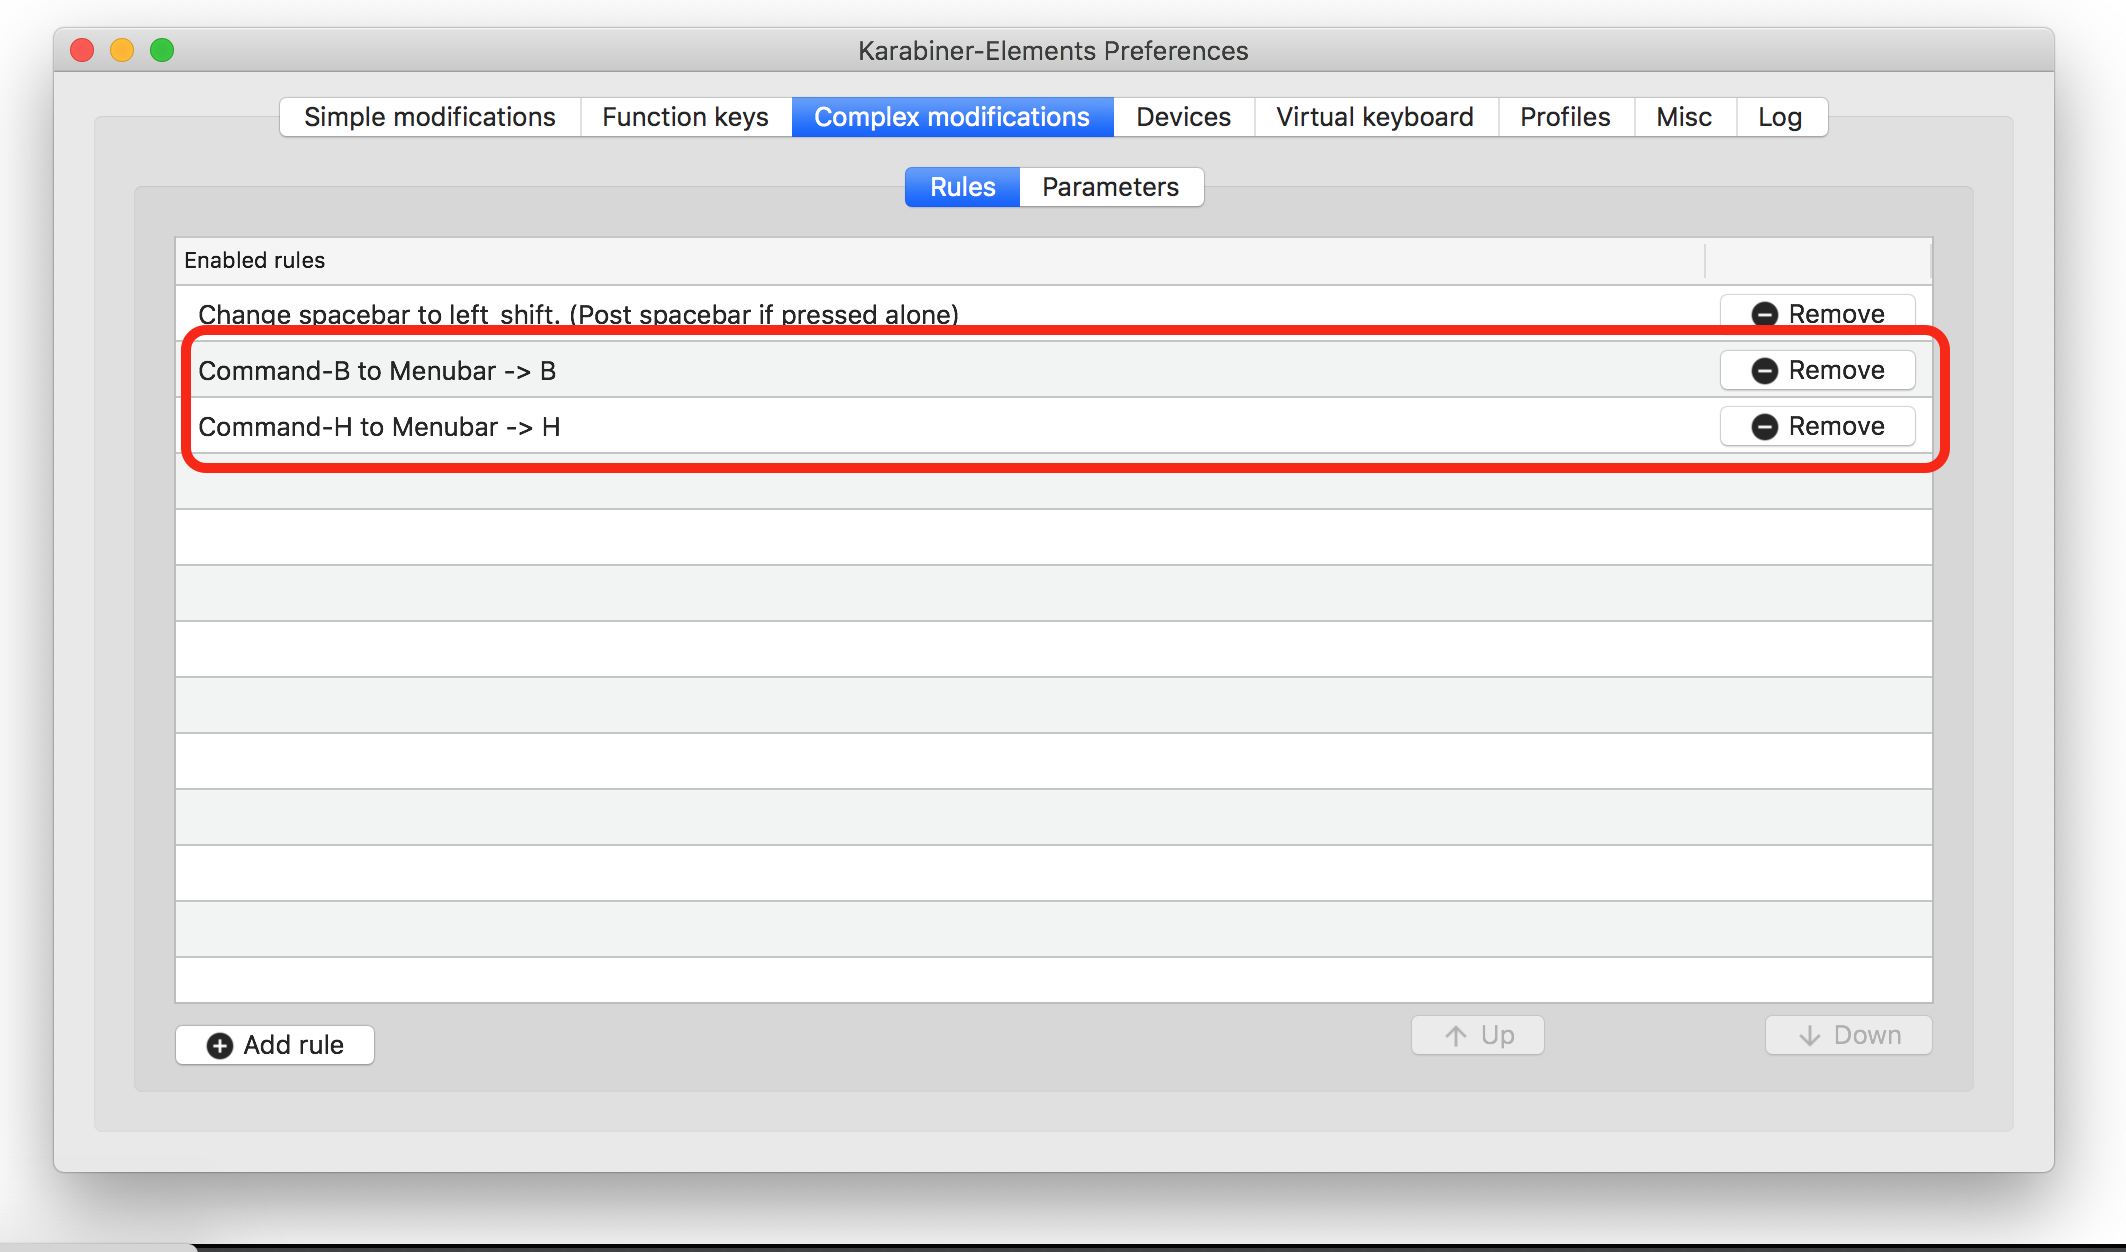 Karabiner-Elements Preferences
Simple modifications Function keys Complex modifications Devices Virtual keyboard Profiles Misc Log
Rules Parameters
Enabled rules
Change spacebar to left_shift. (Post spacebar if pressed alone) Remove
Command-B to Menubar -> B Remove
Command-H to Menubar -> H Remove
Add rule Up Down